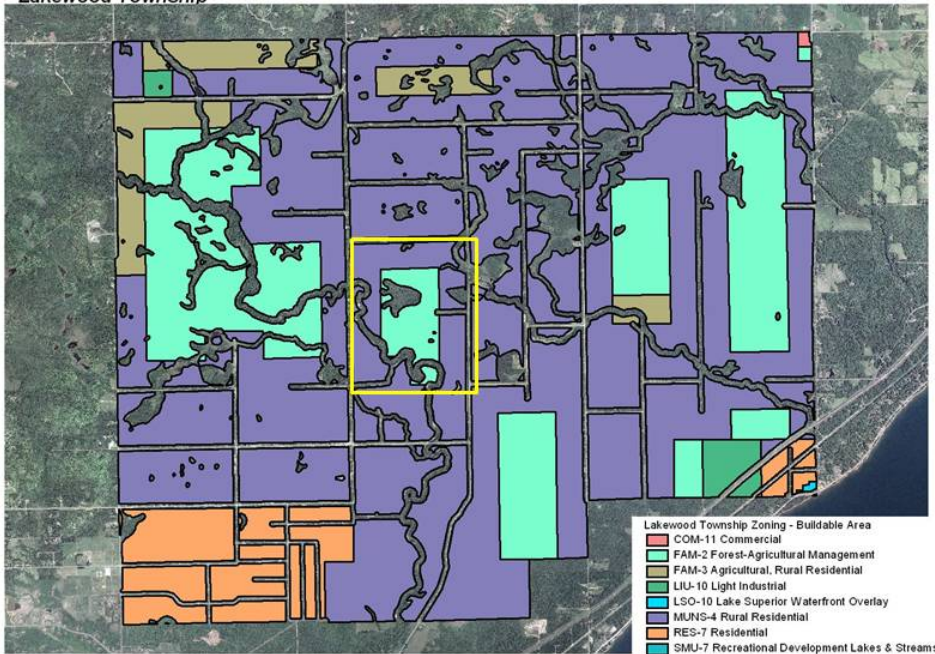 Lakewood Township
Lakewood Township Zoning - Buildable Area
COM-11 Commercial
FAM-2 Forest-Agricultural Management
FAM-3 Agricultural, Rural Residential
LIU-10 Light Industrial
LSO-10 Lake Superior Waterfront Overlay
MUNS-4 Rural Residential
RES-7 Residential
SMU-7 Recreational Development Lakes & Streams